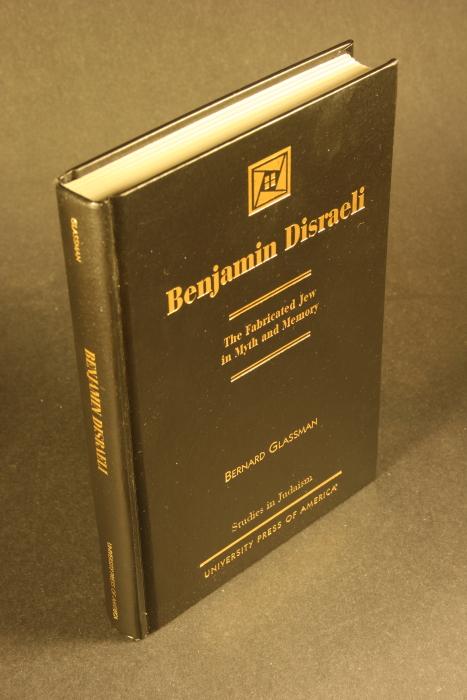 Benjamin Disraeli
The Fabricated Jew
in Myth and Memory
BERNARD GLASSMAN
Studies in Judaism
UNIVERSITY PRESS OF AMERICA®
GLASSMAN
BENJAMIN DISRAELI
UNIVERSITY PRESS OF AMERICA